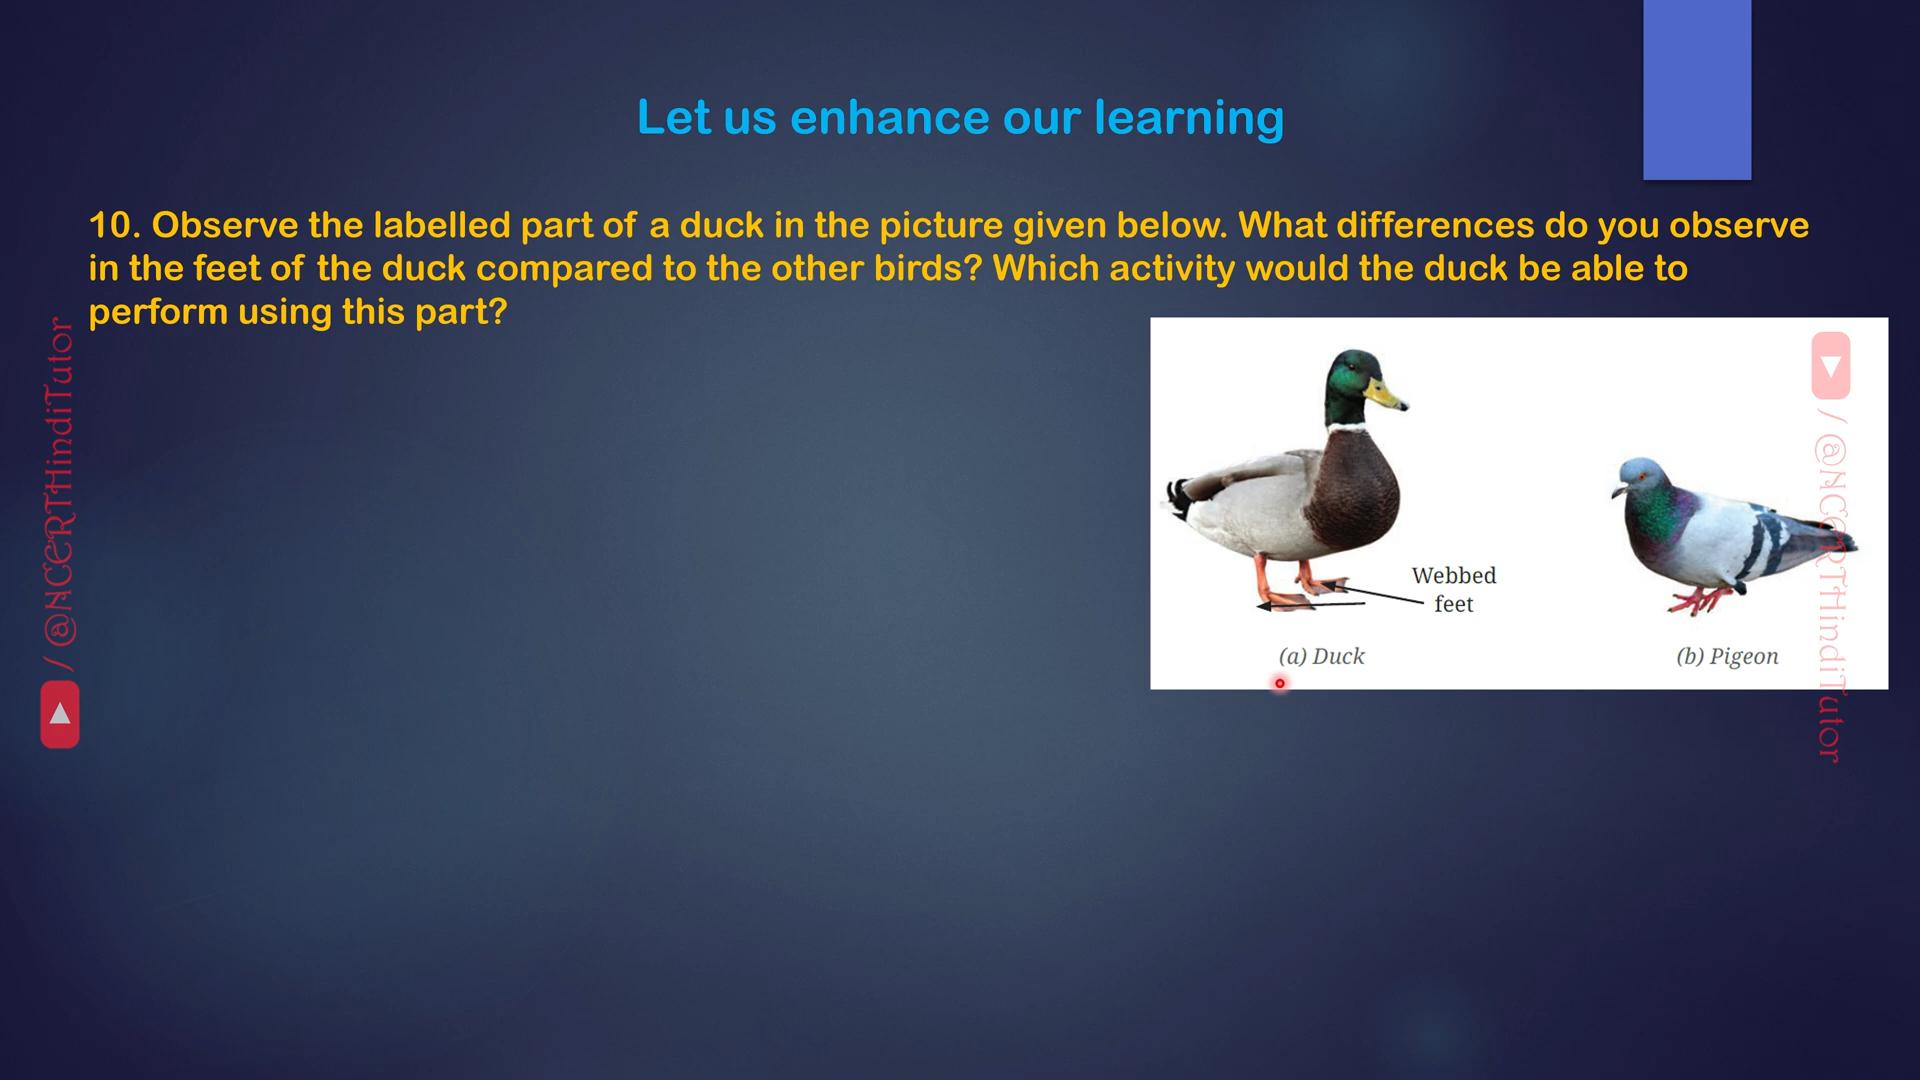 Let us enhance our learning
10. Observe the labelled part of a duck in the picture given below. What differences do you observe
in the feet of the duck compared to the other birds? Which activity would the duck be able to
perform using this part?
Webbed
feet
(a) Duck
(b) Pigeon
/ @NCERTHindiTutor
/ @NCERTHindiTutor